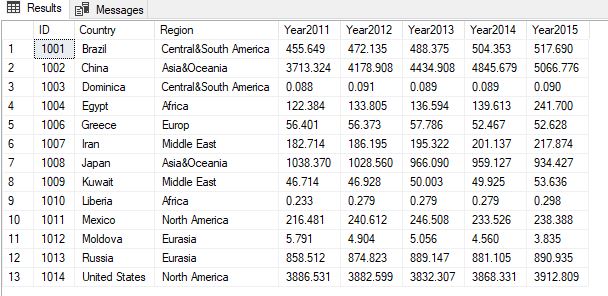 Results Messages
ID Country Region Year2011 Year2012 Year2013 Year2014 Year2015
1 1001 Brazil Central&South America 455.649 472.135 488.375 504.353 517.690
2 1002 China Asia&Oceania 3713.324 4178.908 4434.908 4845.679 5066.776
3 1003 Dominica Central&South America 0.088 0.091 0.089 0.089 0.090
4 1004 Egypt Africa 122.384 133.805 136.594 139.613 241.700
5 1006 Greece Europ 56.401 56.373 57.786 52.467 52.628
6 1007 Iran Middle East 182.714 186.195 195.322 201.137 217.874
7 1008 Japan Asia&Oceania 1038.370 1028.560 966.090 959.127 934.427
8 1009 Kuwait Middle East 46.714 46.928 50.003 49.925 53.636
9 1010 Liberia Africa 0.233 0.279 0.279 0.279 0.298
10 1011 Mexico North America 216.481 240.612 246.508 233.526 238.388
11 1012 Moldova Eurasia 5.791 4.904 5.056 4.560 3.835
12 1013 Russia Eurasia 858.512 874.823 889.147 881.105 890.935
13 1014 United States North America 3886.531 3882.599 3832.307 3868.331 3912.809